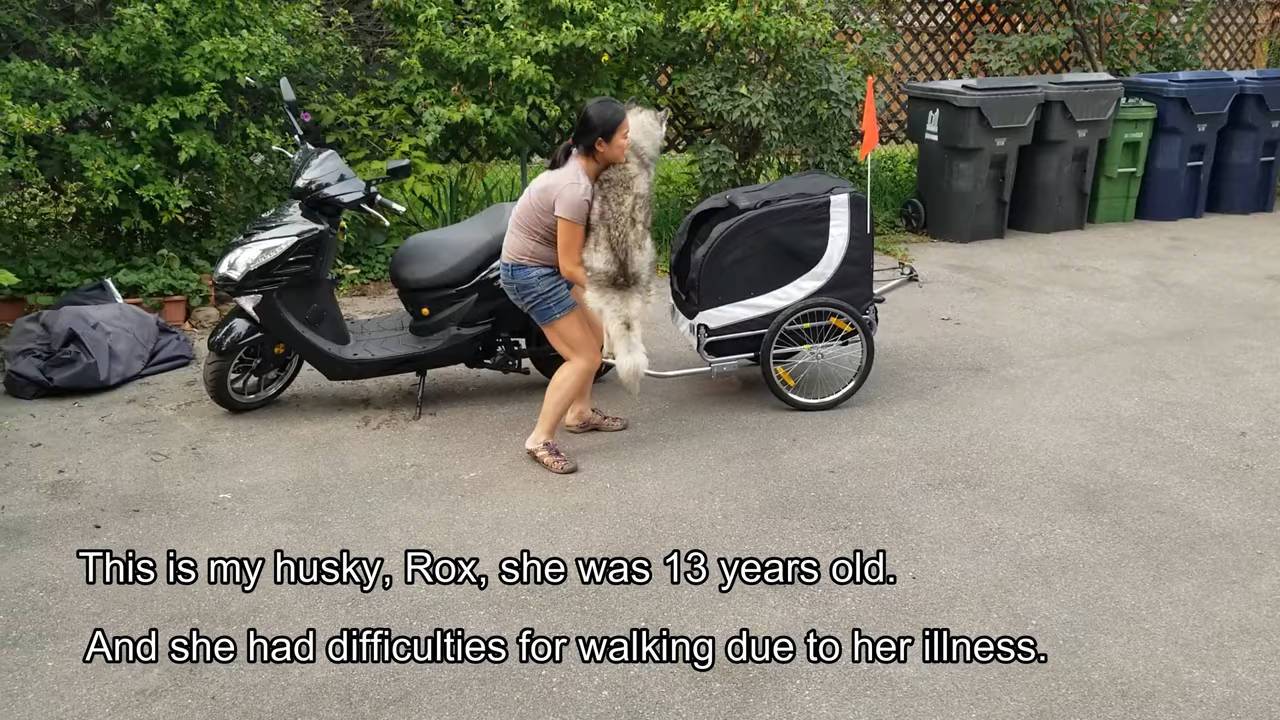 This is my husky, Rox, she was 13 years old.
And she had difficulties for walking due to her illness.